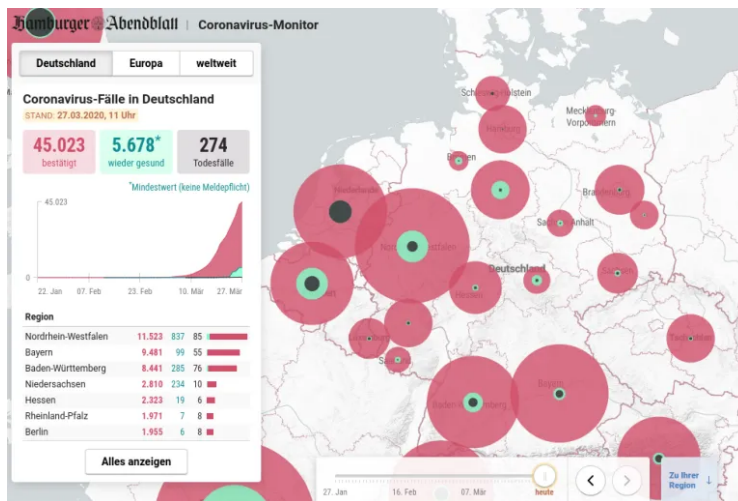 Hamburger Abendblatt | Coronavirus-Monitor
Deutschland Europa weltweit
Coronavirus-Fälle in Deutschland
STAND: 27.03.2020, 11 Uhr
45.023 5.678* 274
bestätigt wieder gesund Todesfälle
*Mindestwert (keine Meldepflicht)
45.023
0
22. Jan 07. Feb 23. Feb 10. Mär 27. Mär
Region
Nordrhein-Westfalen 11.523 837 85
Bayern 9.481 99 55
Baden-Württemberg 8.441 285 76
Niedersachsen 2.810 234 10
Hessen 2.323 19 6
Rheinland-Pfalz 1.971 7 8
Berlin 1.955 6 8
Alles anzeigen
Schleswig-Holstein
Mecklenburg-
Vorpommern
Hamburg
Bremen
Niederlande
Brandenburg
Sachsen-Anhalt
Deutschland
Hessen
Sachsen
Luxemburg
Tschechien
Bayern
27. Jan 16. Feb 07. Mär heute
Zu Ihrer
Region ↓